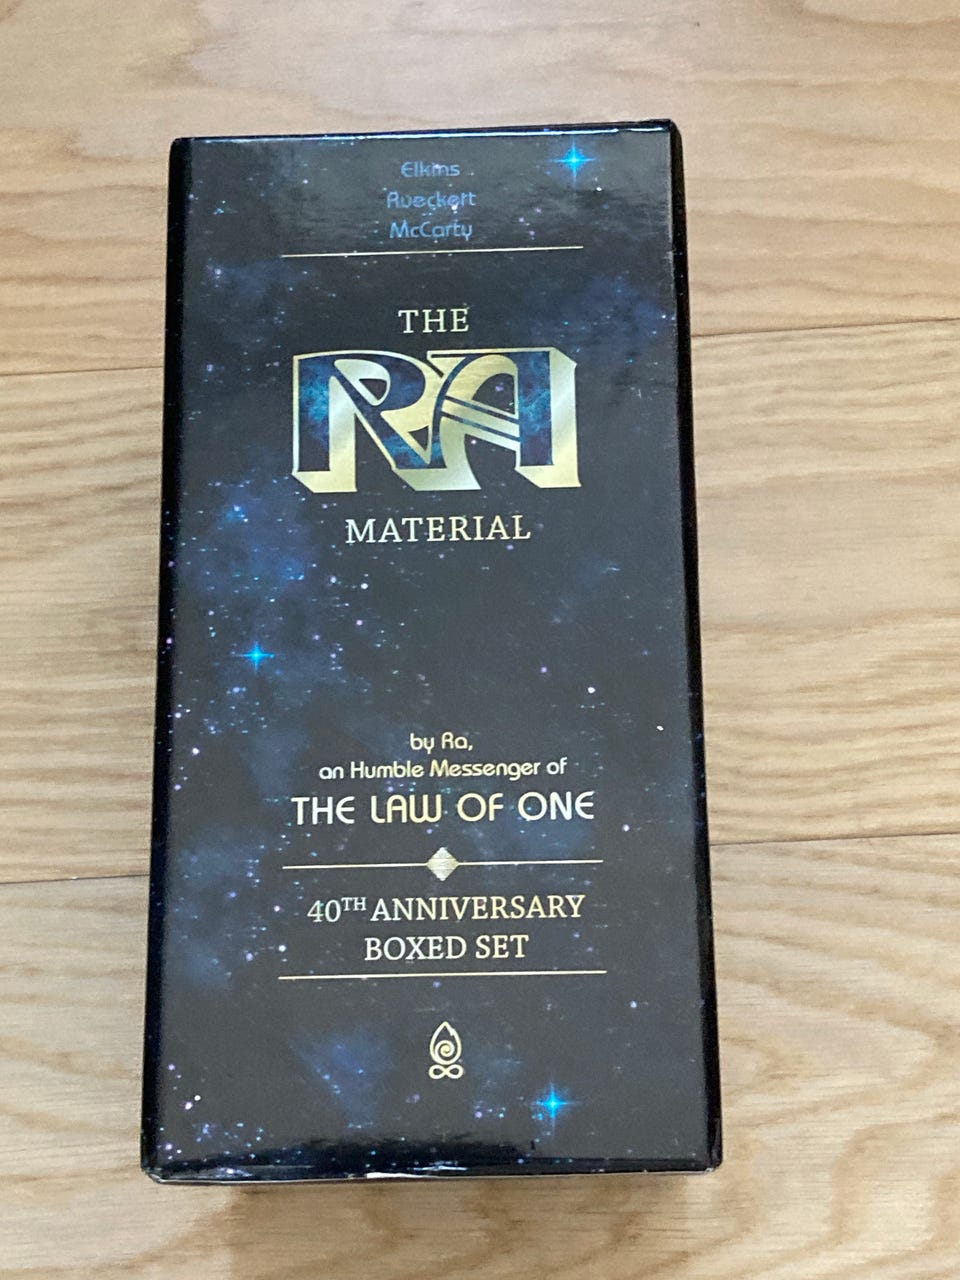 Elkins
Rueckert
McCarty
THE
RA
MATERIAL
by Ra,
an Humble Messenger of
THE LAW OF ONE
40TH ANNIVERSARY
BOXED SET